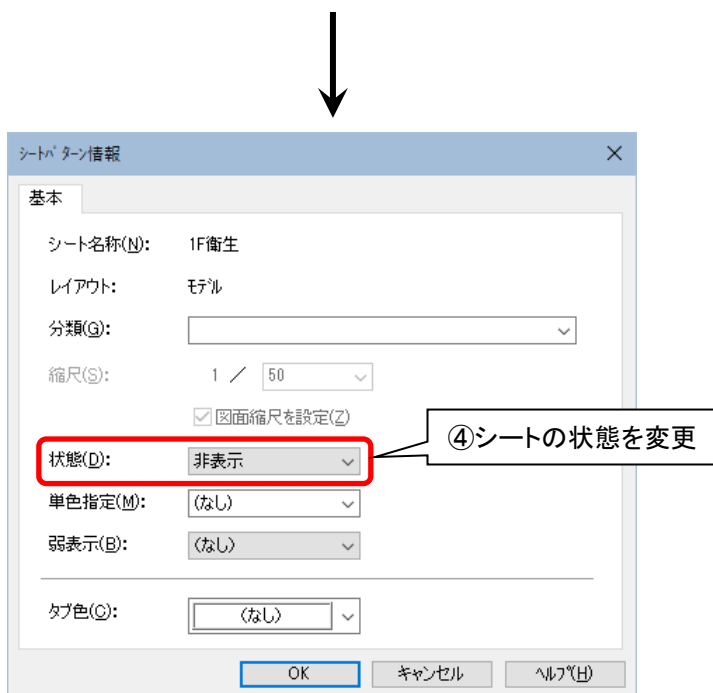 シートパターン情報
基本
シート名称(N): 1F衛生
レイアウト: モデル
分類(G):
縮尺(S): 1 ／ 50
図面縮尺を設定(Z)
④シートの状態を変更
状態(D): 非表示
単色指定(M): (なし)
弱表示(B): (なし)
タブ色(C): (なし)
OK キャンセル ヘルプ(H)